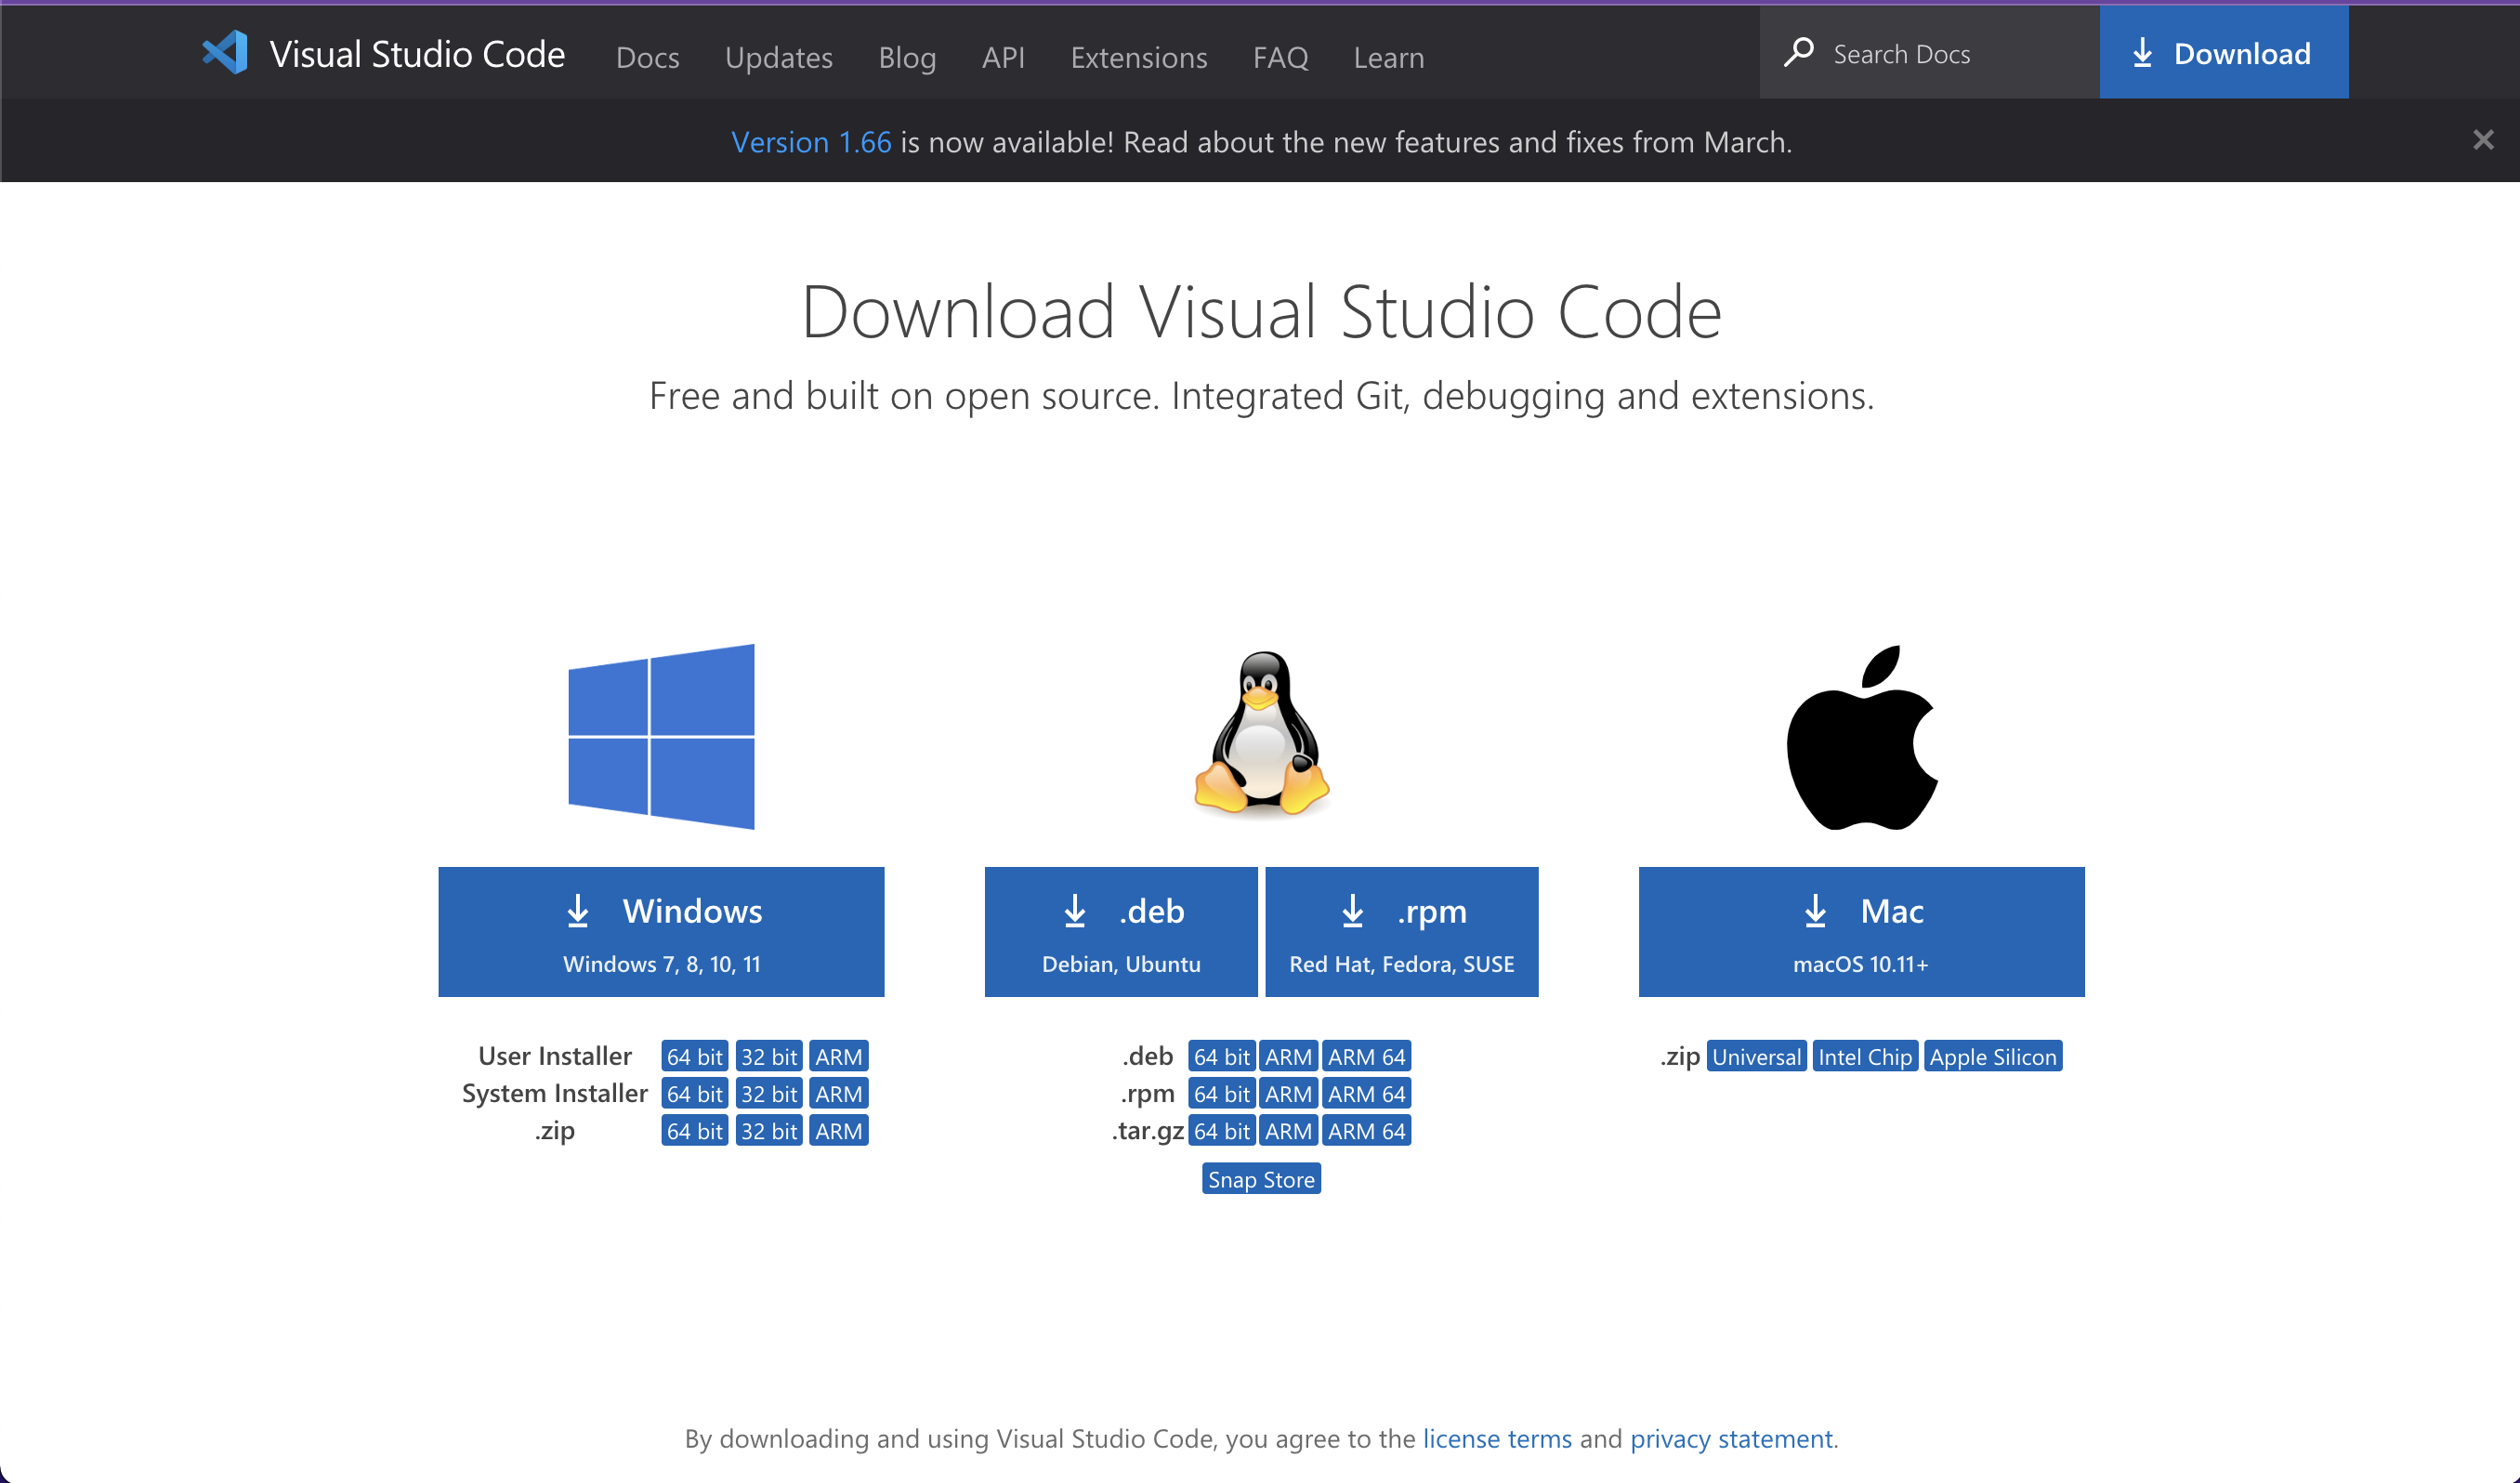 Visual Studio Code Docs Updates Blog API Extensions FAQ Learn Search Docs Download
Version 1.66 is now available! Read about the new features and fixes from March.
Download Visual Studio Code
Free and built on open source. Integrated Git, debugging and extensions.
Windows
Windows 7, 8, 10, 11
User Installer 64 bit 32 bit ARM
System Installer 64 bit 32 bit ARM
.zip 64 bit 32 bit ARM
.deb
Debian, Ubuntu
.rpm
Red Hat, Fedora, SUSE
.deb 64 bit ARM ARM 64
.rpm 64 bit ARM ARM 64
.tar.gz 64 bit ARM ARM 64
Snap Store
Mac
macOS 10.11+
.zip Universal Intel Chip Apple Silicon
By downloading and using Visual Studio Code, you agree to the license terms and privacy statement.